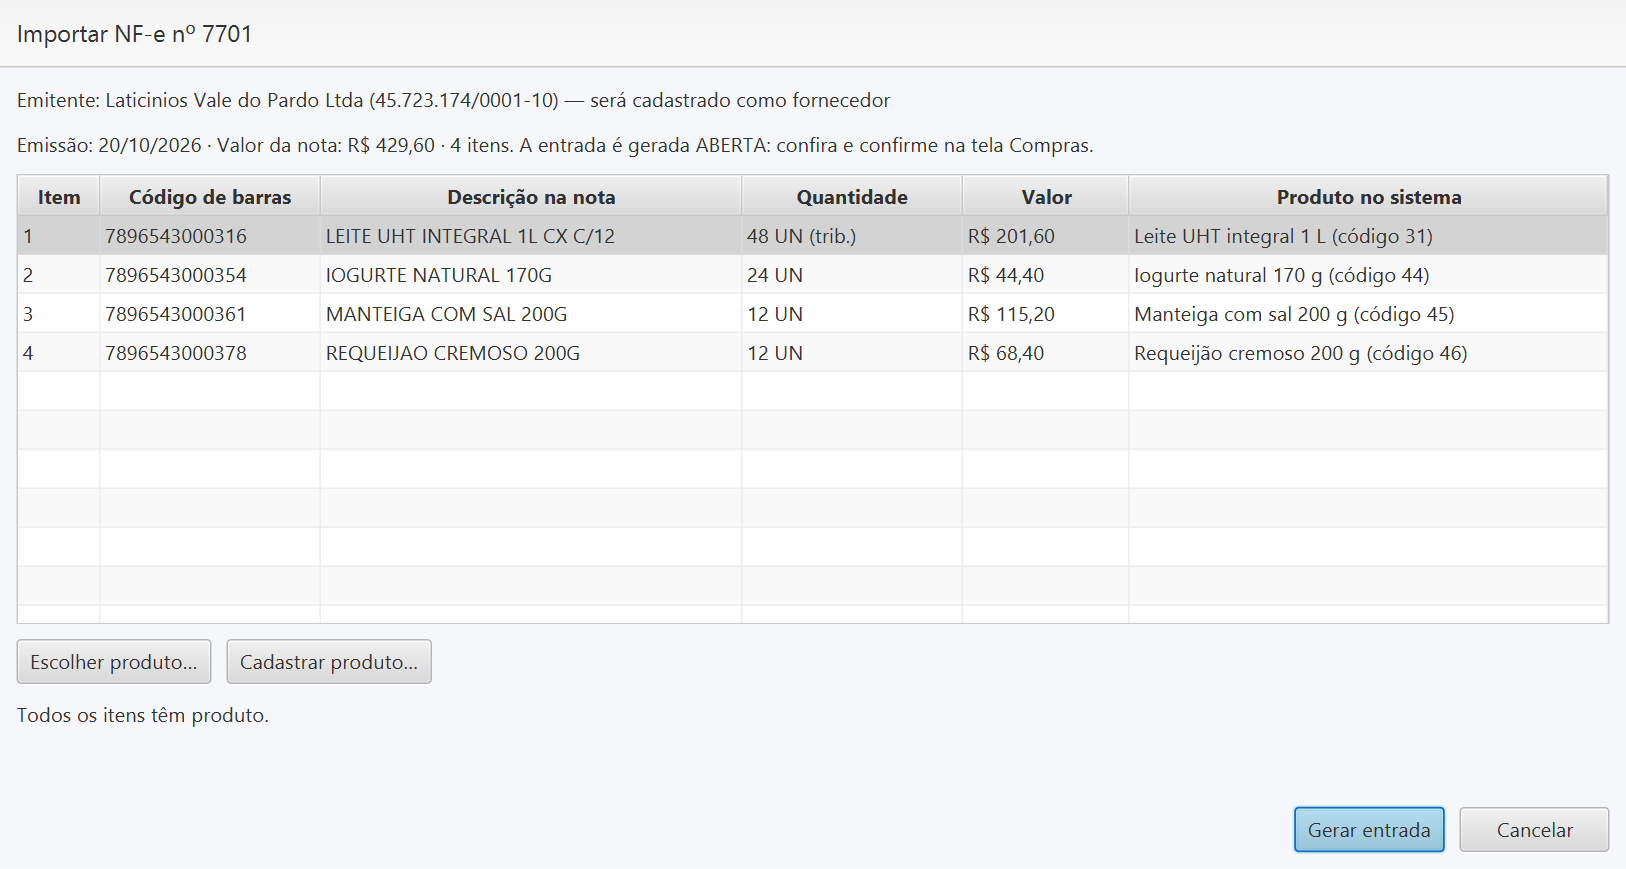 Importar NF-e nº 7701
Emitente: Laticinios Vale do Pardo Ltda (45.723.174/0001-10) — será cadastrado como fornecedor
Emissão: 20/10/2026 · Valor da nota: R$ 429,60 · 4 itens. A entrada é gerada ABERTA: confira e confirme na tela Compras.
Item Código de barras Descrição na nota Quantidade Valor Produto no sistema
1 7896543000316 LEITE UHT INTEGRAL 1L CX C/12 48 UN (trib.) R$ 201,60 Leite UHT integral 1 L (código 31)
2 7896543000354 IOGURTE NATURAL 170G 24 UN R$ 44,40 Iogurte natural 170 g (código 44)
3 7896543000361 MANTEIGA COM SAL 200G 12 UN R$ 115,20 Manteiga com sal 200 g (código 45)
4 7896543000378 REQUEIJAO CREMOSO 200G 12 UN R$ 68,40 Requeijão cremoso 200 g (código 46)
Escolher produto... Cadastrar produto...
Todos os itens têm produto.
Gerar entrada Cancelar